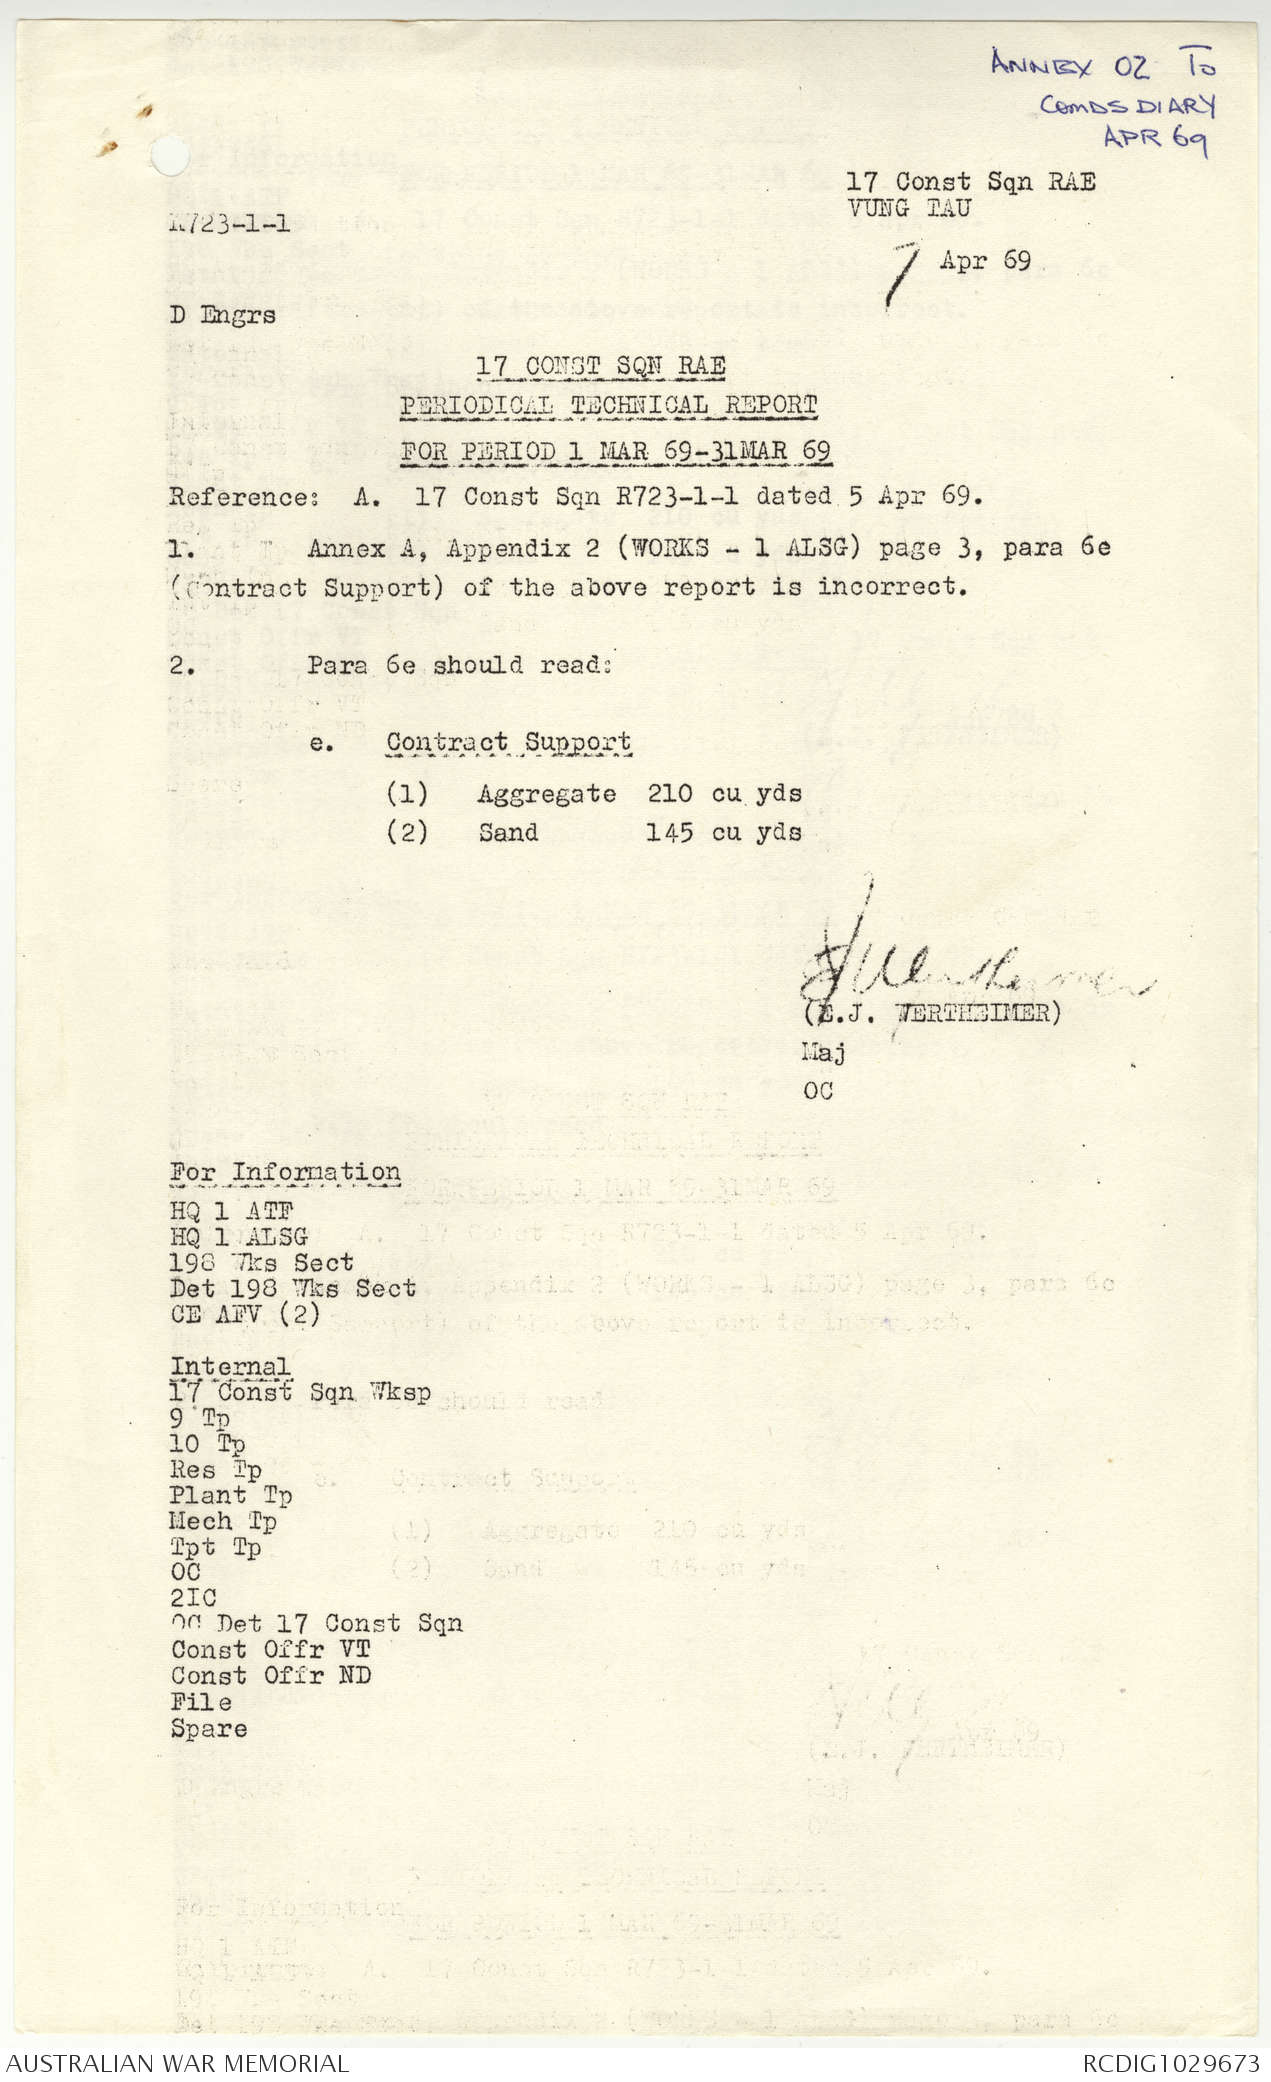 ANNEX 02 To
COMDS DIARY
APR 69
17 Const Sqn RAE
VUNG TAU
R723-1-1
7 Apr 69
D Engrs
17 CONST SQN RAE
PERIODICAL TECHNICAL REPORT
FOR PERIOD 1 MAR 69-31MAR 69
Reference: A. 17 Const Sqn R723-1-1 dated 5 Apr 69.
1. Annex A, Appendix 2 (WORKS - 1 ALSG) page 3, para 6e
(Contract Support) of the above report is incorrect.
2. Para 6e should read:
e. Contract Support
(1) Aggregate 210 cu yds
(2) Sand 145 cu yds
(E.J. WERTHEIMER)
Maj
OC
For Information
HQ 1 ATF
HQ 1 ALSG
198 Wks Sect
Det 198 Wks Sect
CE AFV (2)
Internal
17 Const Sqn Wksp
9 Tp
10 Tp
Res Tp
Plant Tp
Mech Tp
Tpt Tp
OC
2IC
OC Det 17 Const Sqn
Const Offr VT
Const Offr ND
File
Spare
AUSTRALIAN WAR MEMORIAL
RCDIG1029673